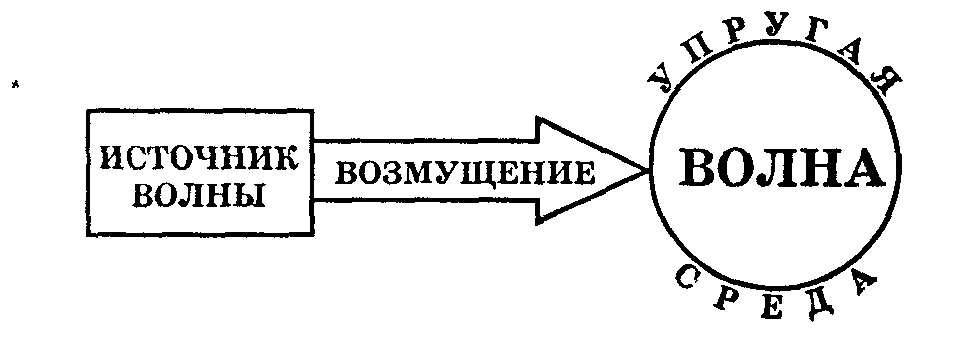 ИСТОЧНИК
ВОЛНЫ
ВОЗМУЩЕНИЕ
УПРУГАЯ
ВОЛНА
СРЕДА